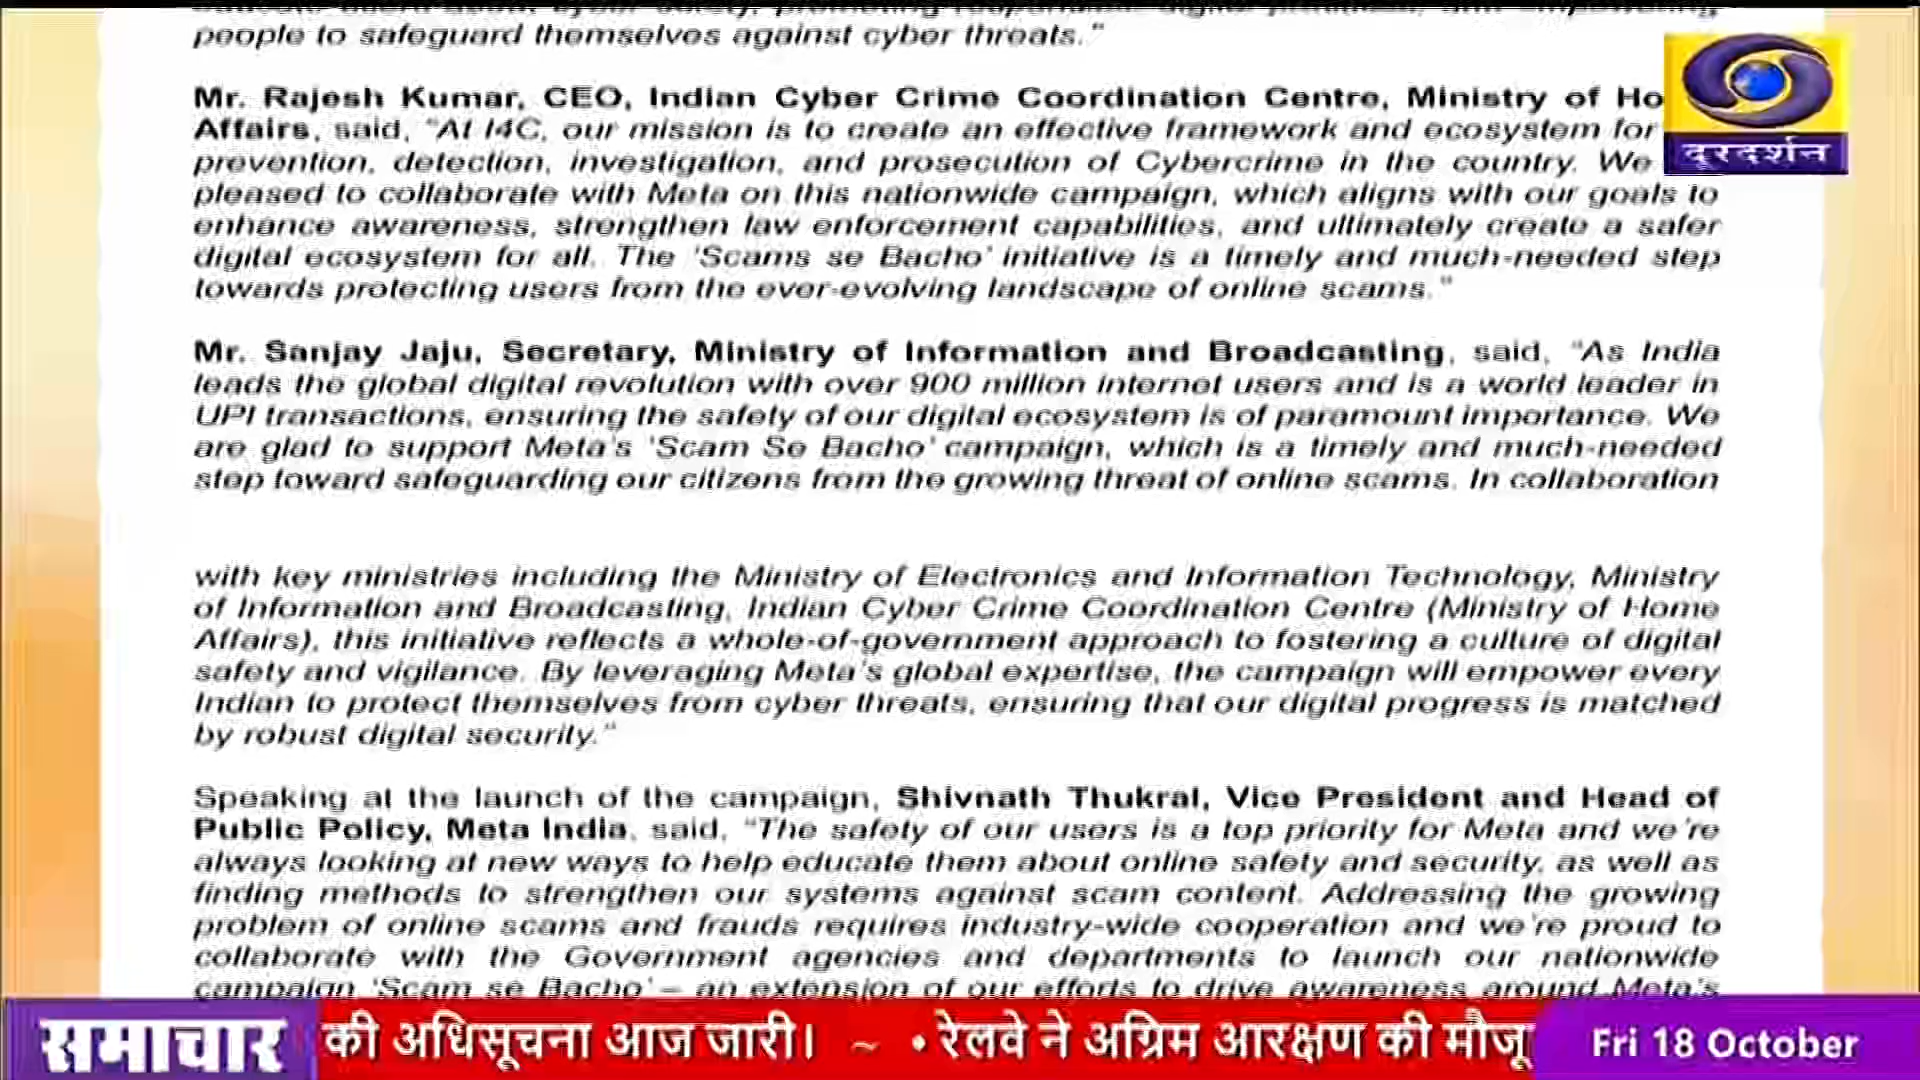 people to safeguard themselves against cyber threats."
Mr. Rajesh Kumar, CEO, Indian Cyber Crime Coordination Centre, Ministry of Ho
Affairs, said, "At I4C, our mission is to create an effective framework and ecosystem for
prevention, detection, investigation, and prosecution of Cybercrime in the country. We
pleased to collaborate with Meta on this nationwide campaign, which aligns with our goals to
enhance awareness, strengthen law enforcement capabilities, and ultimately create a safer
digital ecosystem for all. The 'Scams se Bacho' initiative is a timely and much-needed step
towards protecting users from the ever-evolving landscape of online scams."
Mr. Sanjay Jaju, Secretary, Ministry of Information and Broadcasting, said, "As India
leads the global digital revolution with over 900 million internet users and is a world leader in
UPI transactions, ensuring the safety of our digital ecosystem is of paramount importance. We
are glad to support Meta's 'Scam Se Bacho' campaign, which is a timely and much-needed
step toward safeguarding our citizens from the growing threat of online scams. In collaboration
with key ministries including the Ministry of Electronics and Information Technology, Ministry
of Information and Broadcasting, Indian Cyber Crime Coordination Centre (Ministry of Home
Affairs), this initiative reflects a whole-of-government approach to fostering a culture of digital
safety and vigilance. By leveraging Meta's global expertise, the campaign will empower every
Indian to protect themselves from cyber threats, ensuring that our digital progress is matched
by robust digital security."
Speaking at the launch of the campaign, Shivnath Thukral, Vice President and Head of
Public Policy, Meta India, said, "The safety of our users is a top priority for Meta and we're
always looking at new ways to help educate them about online safety and security, as well as
finding methods to strengthen our systems against scam content. Addressing the growing
problem of online scams and frauds requires industry-wide cooperation and we're proud to
collaborate with the Government agencies and departments to launch our nationwide
campaign 'Scam se Bacho' – an extension of our efforts to drive awareness around Meta's
दूरदर्शन
समाचार की अधिसूचना आज जारी। ~ • रेलवे ने अग्रिम आरक्षण की मौजू Fri 18 October